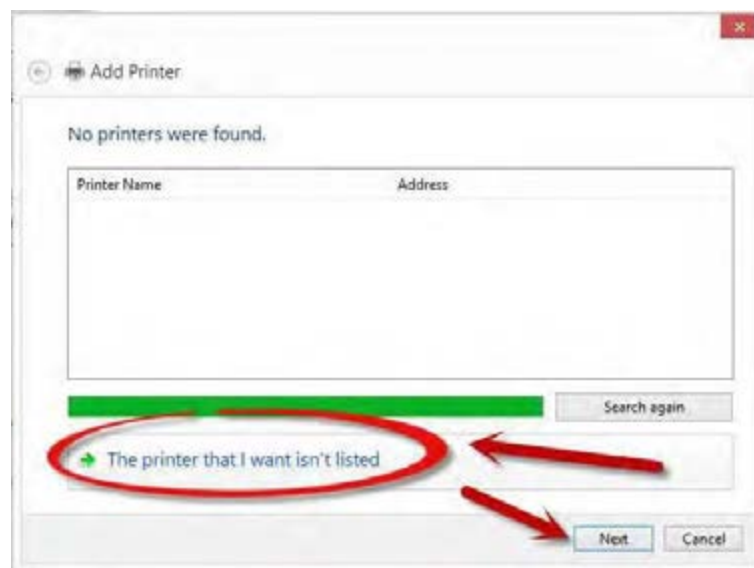 Add Printer
No printers were found.
Printer Name Address
Search again
The printer that I want isn't listed
Next Cancel